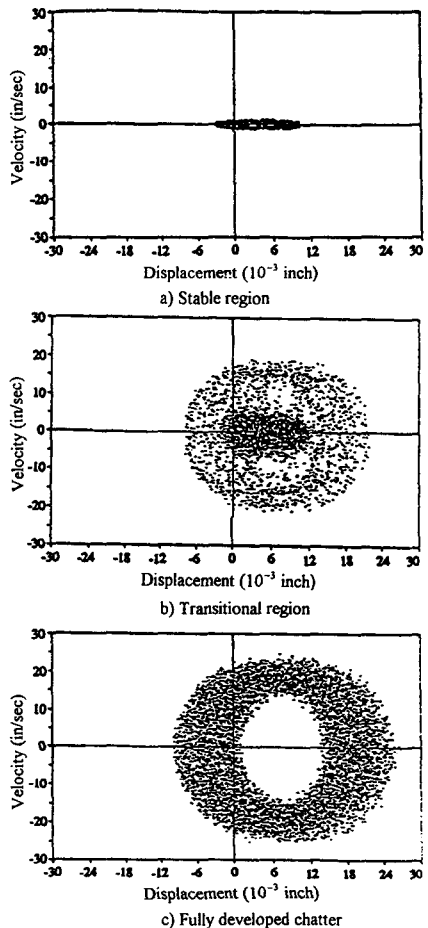 30
20
10
0
-10
-20
30
Velocity (in/sec)
-30 -24 -18 -12 -6 0 6 12 18 24 30
Displacement (10⁻³ inch)
a) Stable region
30
20
10
0
-10
-20
-30
Velocity (in/sec)
-30 -24 -18 -12 -6 0 6 12 18 24 30
Displacement (10⁻³ inch)
b) Transitional region
30
20
10
0
-10
-20
-30
Velocity (in/sec)
-30 -24 -18 -12 -6 0 6 12 18 24 30
Displacement (10⁻³ inch)
c) Fully developed chatter